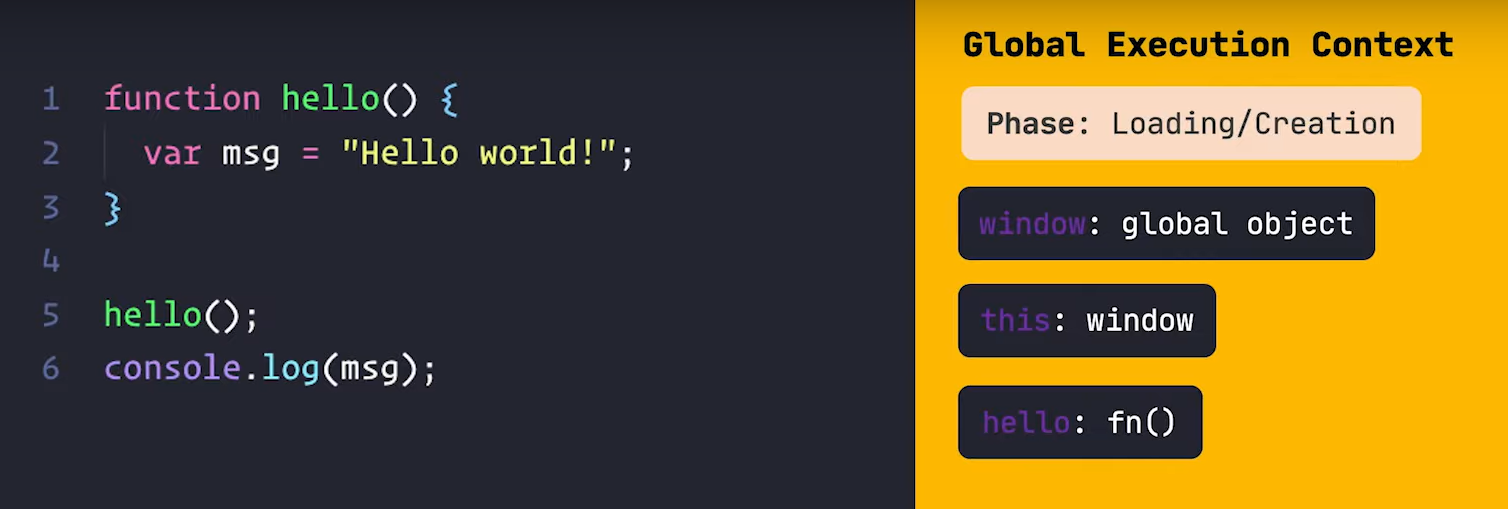 1 function hello() {
2 var msg = "Hello world!";
3 }
4
5 hello();
6 console.log(msg);
Global Execution Context
Phase: Loading/Creation
window: global object
this: window
hello: fn()